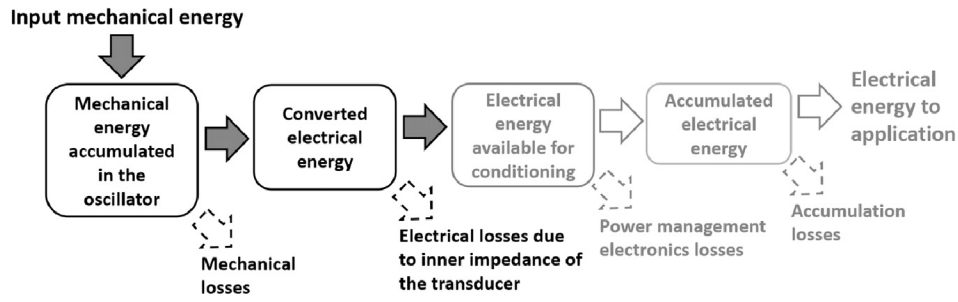 Input mechanical energy
Mechanical
energy
accumulated
in the
oscillator
Converted
electrical
energy
Electrical
energy
available for
conditioning
Accumulated
electrical
energy
Electrical
energy to
application
Mechanical
losses
Electrical losses due
to inner impedance of
the transducer
Power management
electronics losses
Accumulation
losses